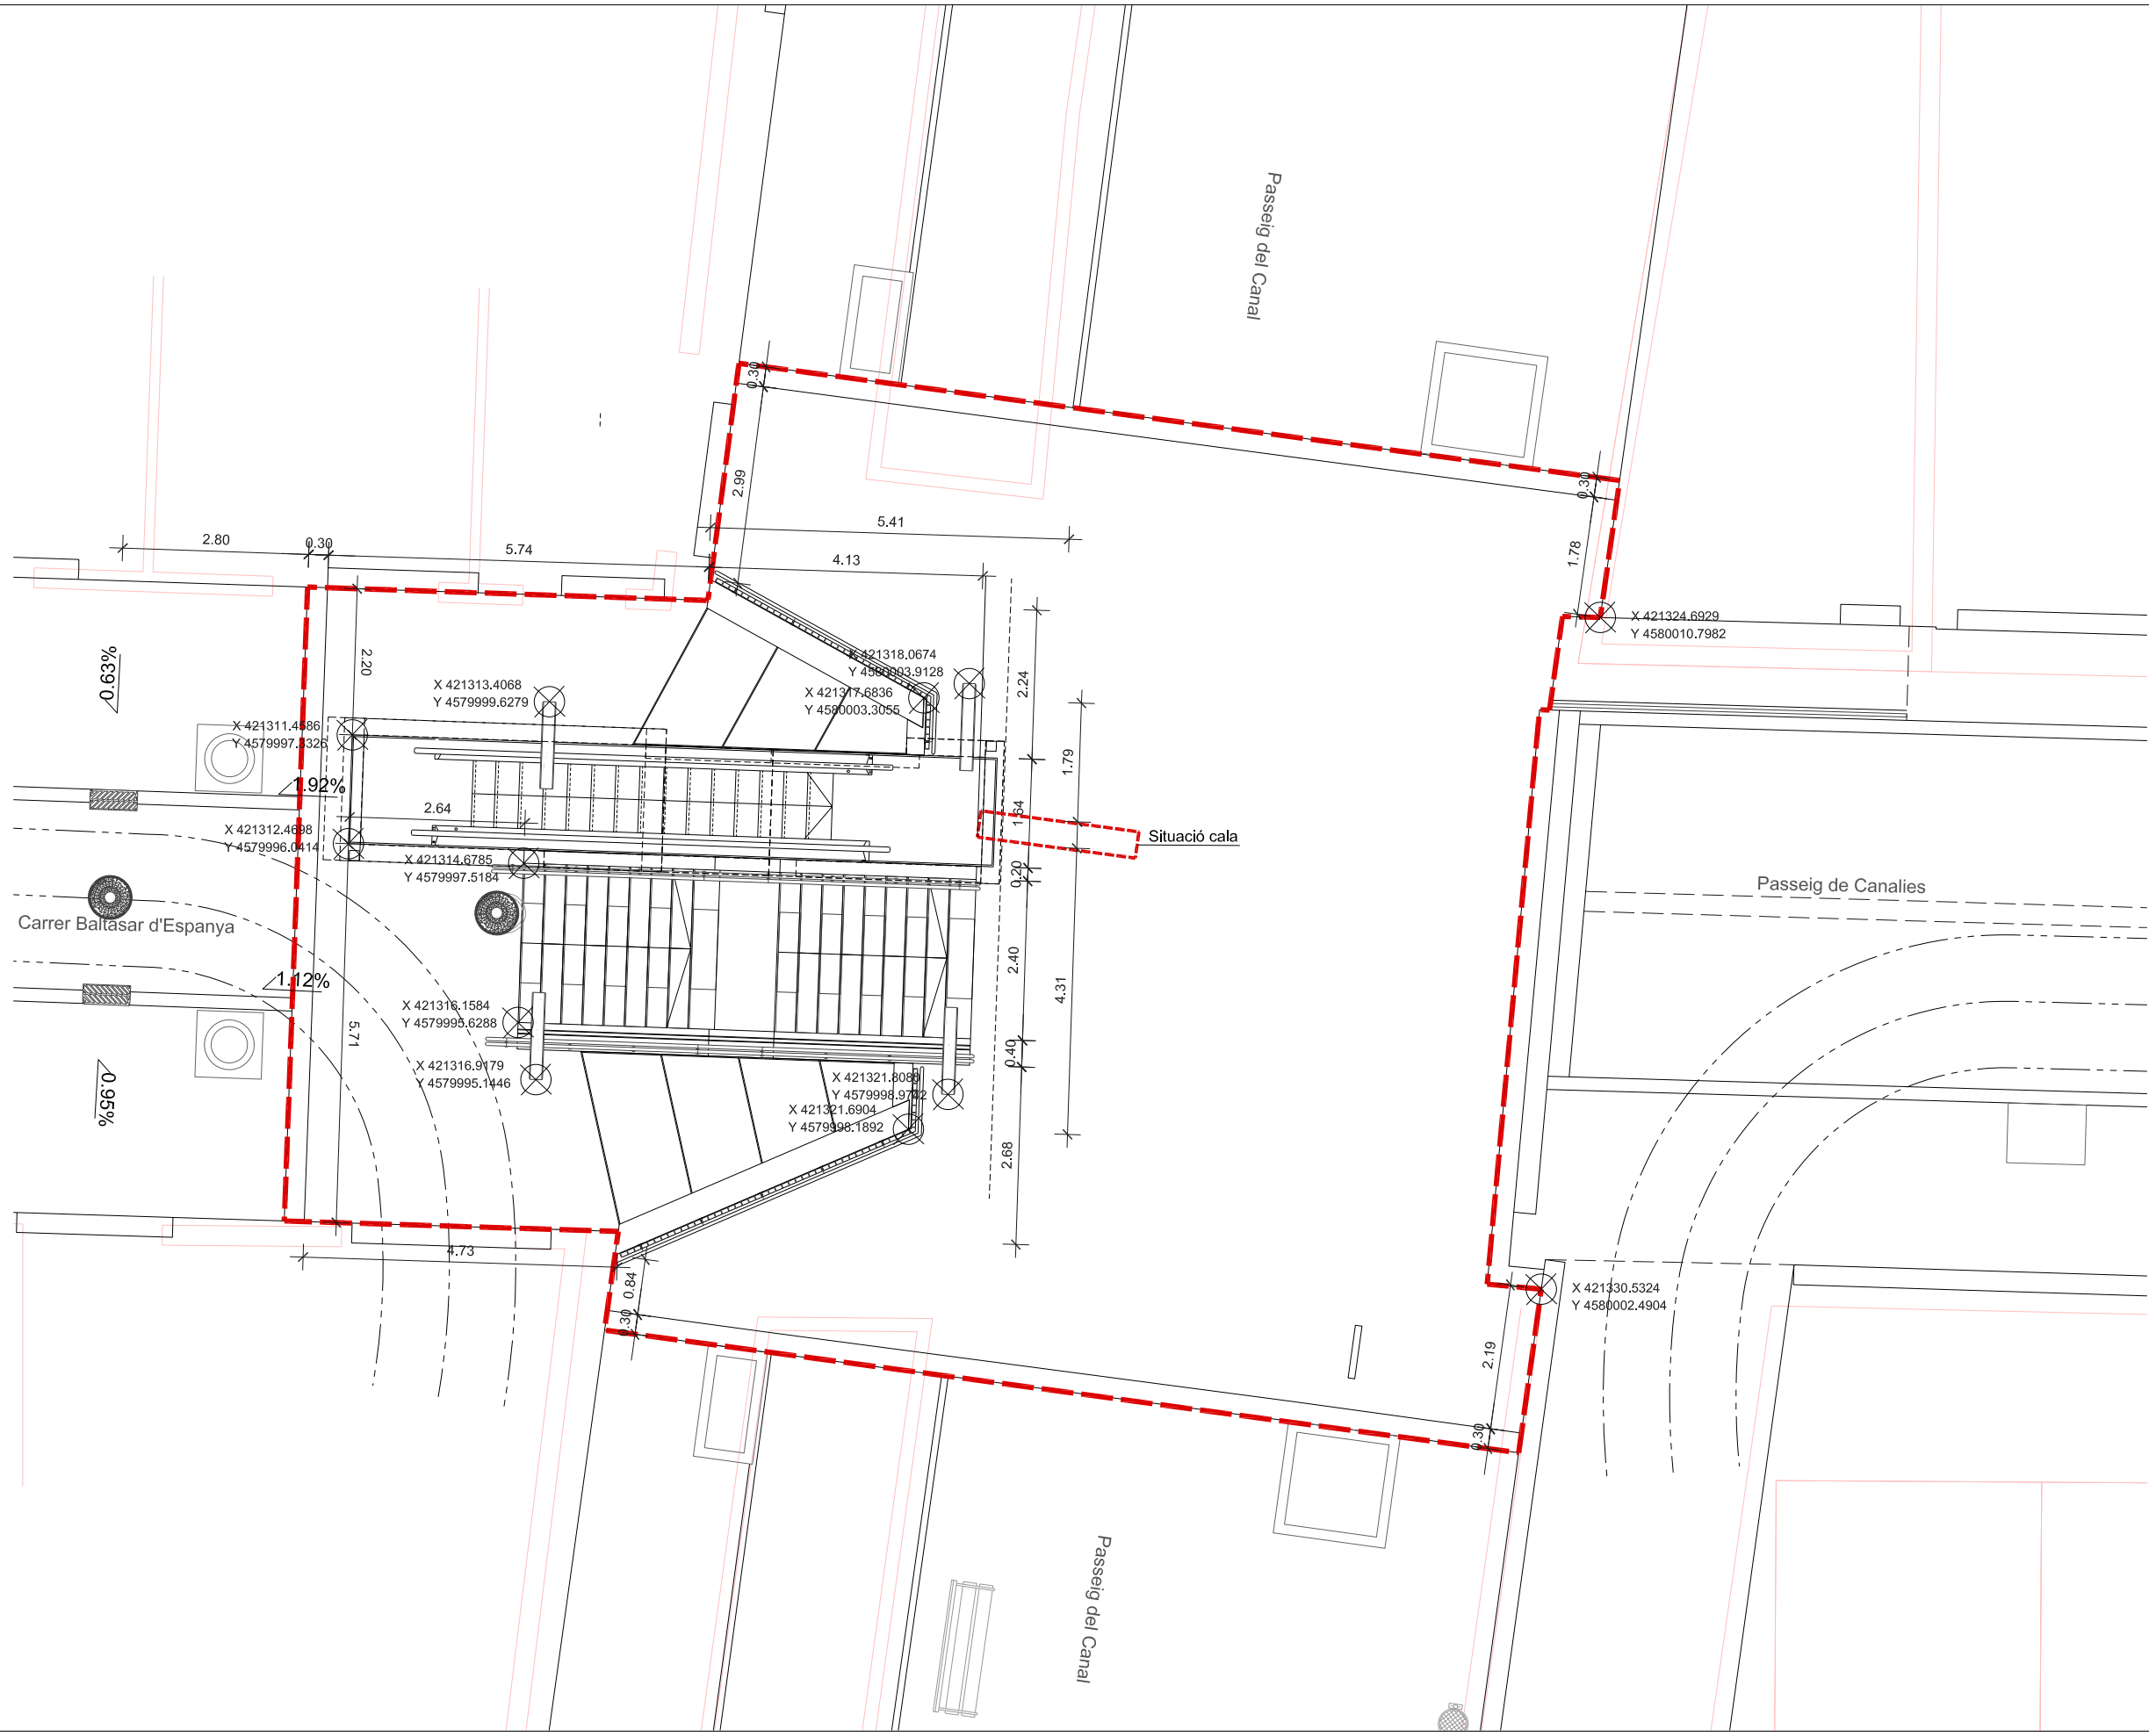 Passeig del Canal
0.30
2.99
0.30
1.78
5.41
2.80
0.30
5.74
4.13
X 421324.6929
Y 4580010.7982
0.63%
2.20
X 421318.0674
Y 4580003.9128
2.24
X 421313.4068
Y 4579999.6279
X 421317.6836
Y 4580003.3055
X 421311.4586
Y 4579997.3326
1.79
1.92%
2.64
1.64
Situació cala
X 421312.4698
Y 4579996.0414
X 421314.6785
Y 4579997.5184
0.20
Passeig de Canalies
Carrer Baltasar d'Espanya
2.40
4.31
1.12%
X 421316.1584
Y 4579995.6288
5.71
0.40
X 421316.9179
Y 4579995.1446
0.95%
X 421321.8086
Y 4579998.9742
X 421321.6904
Y 4579998.1892
2.68
4.73
0.84
0.30
X 421330.5324
Y 4580002.4904
2.19
0.30
Passeig del Canal